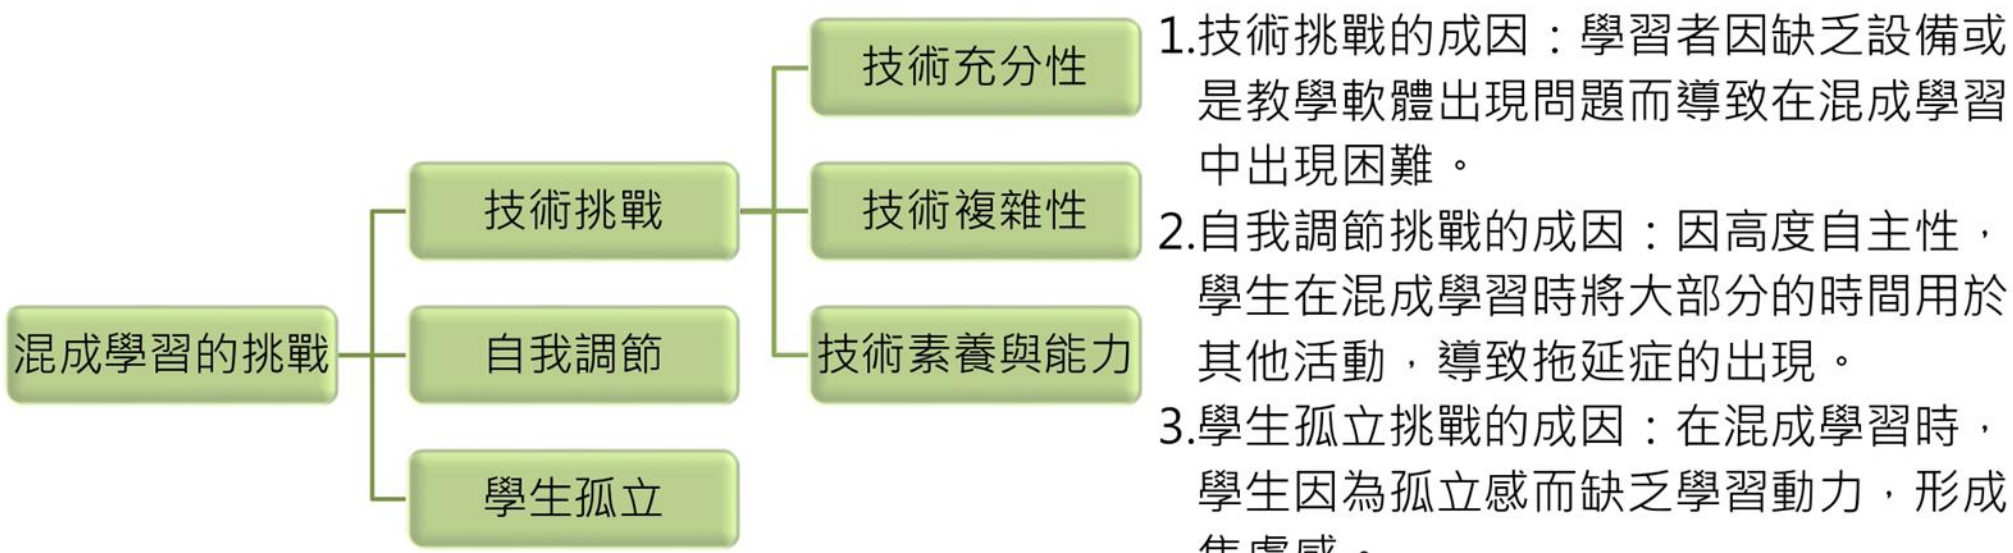 技術充分性
技術挑戰
技術複雜性
混成學習的挑戰
自我調節
技術素養與能力
學生孤立
1.技術挑戰的成因：學習者因缺乏設備或
是教學軟體出現問題而導致在混成學習
中出現困難。
2.自我調節挑戰的成因：因高度自主性，
學生在混成學習時將大部分的時間用於
其他活動，導致拖延症的出現。
3.學生孤立挑戰的成因：在混成學習時，
學生因為孤立感而缺乏學習動力，形成
焦慮感。